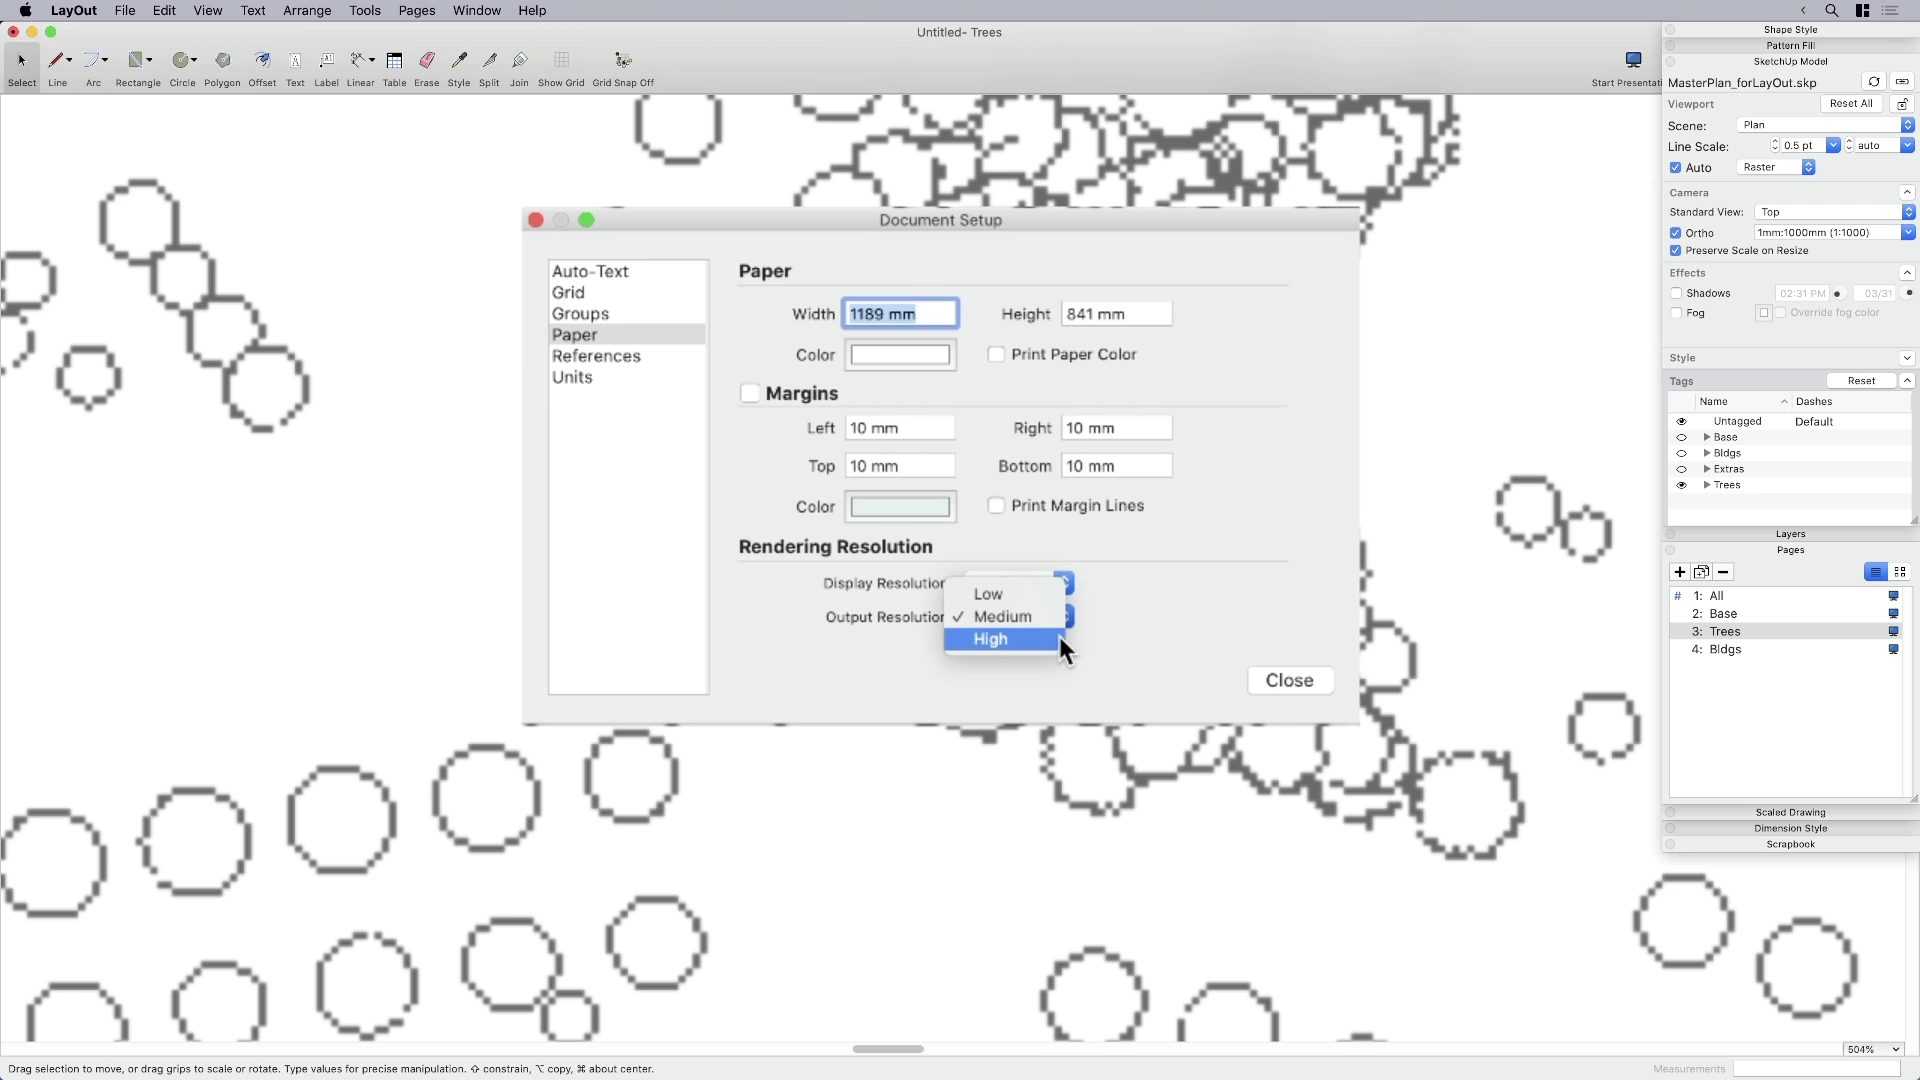 LayOut File Edit View Text Arrange Tools Pages Window Help
Untitled- Trees
Select Line Arc Rectangle Circle Polygon Offset Text Label Linear Table Erase Style Split Join Show Grid Grid Snap Off
Start Presentati
Shape Style
Pattern Fill
SketchUp Model
MasterPlan_forLayOut.skp
Viewport Reset All
Scene: Plan
Line Scale: 0.5 pt auto
Auto Raster
Camera
Standard View: Top
Ortho 1mm:1000mm (1:1000)
Preserve Scale on Resize
Effects
Shadows 02:31 PM 03/31
Fog Override fog color
Style
Tags Reset
Name Dashes
Untagged Default
Base
Bldgs
Extras
Trees
Layers
Pages
# 1: All
2: Base
3: Trees
4: Bldgs
Scaled Drawing
Dimension Style
Scrapbook
Document Setup
Auto-Text
Grid
Groups
Paper
References
Units
Paper
Width 1189 mm Height 841 mm
Color Print Paper Color
Margins
Left 10 mm Right 10 mm
Top 10 mm Bottom 10 mm
Color Print Margin Lines
Rendering Resolution
Display Resolution
Output Resolution
Low
✓ Medium
High
Close
504%
Drag selection to move, or drag grips to scale or rotate. Type values for precise manipulation. ⇧ constrain, ⌥ copy, ⌘ about center.
Measurements